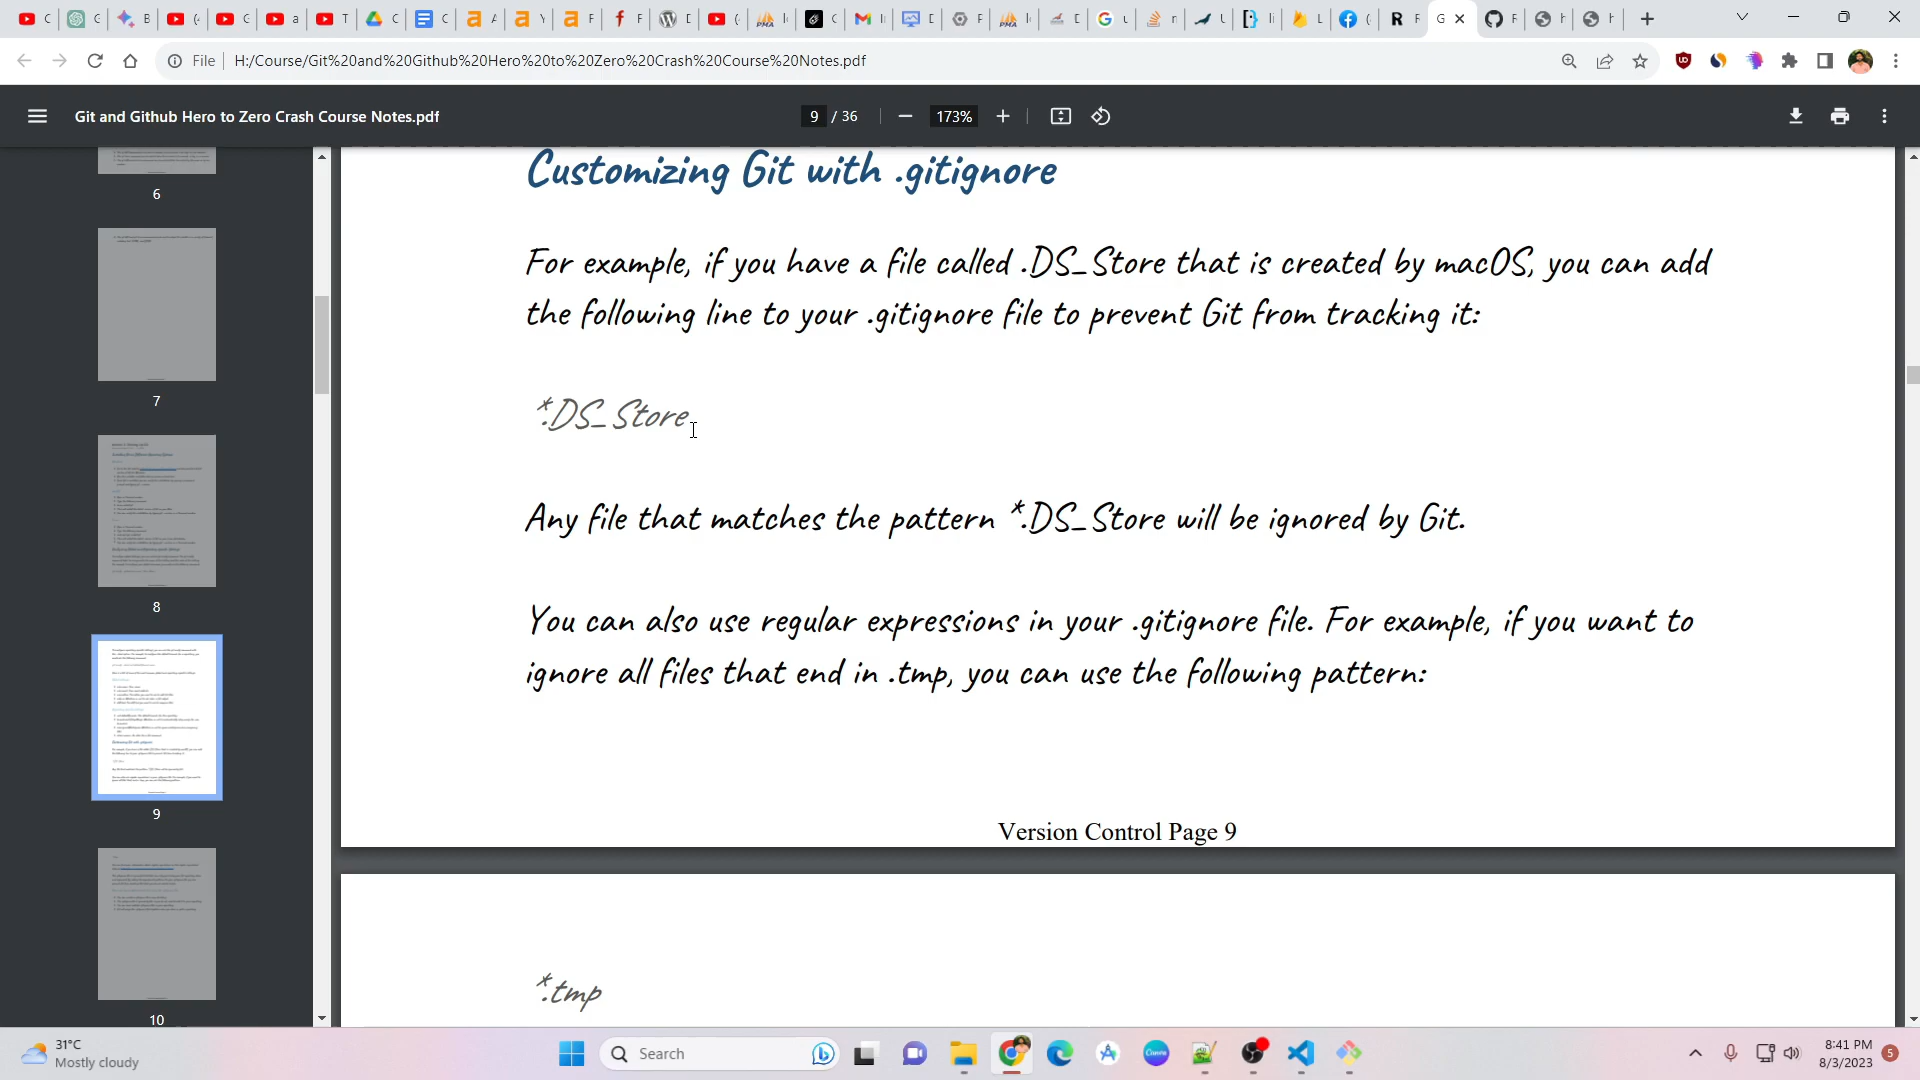 File
H:/Course/Git%20and%20Github%20Hero%20to%20Zero%20Crash%20Course%20Notes.pdf
Git and Github Hero to Zero Crash Course Notes.pdf
9 / 36
173%
6
7
8
9
10
Customizing Git with .gitignore
For example, if you have a file called .DS_Store that is created by macOS, you can add
the following line to your .gitignore file to prevent Git from tracking it:
*.DS_Store
Any file that matches the pattern *.DS_Store will be ignored by Git.
You can also use regular expressions in your .gitignore file. For example, if you want to
ignore all files that end in .tmp, you can use the following pattern:
Version Control Page 9
*.tmp
31°C
Mostly cloudy
Search
8:41 PM
8/3/2023
5